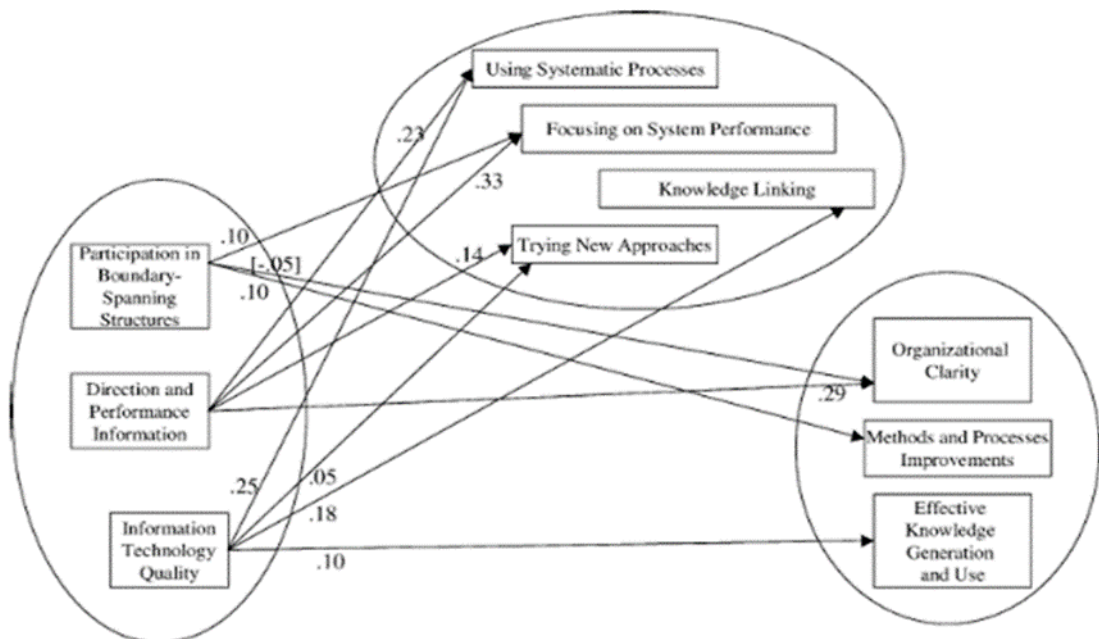 Using Systematic Processes
.23
Focusing on System Performance
.33
Knowledge Linking
.10
Participation in
Boundary-
Spanning
Structures
[-.05]
.10
.14
Trying New Approaches
Organizational
Clarity
Direction and
Performance
Information
.29
Methods and Processes
Improvements
.25
.05
.18
Information
Technology
Quality
.10
Effective
Knowledge
Generation
and Use